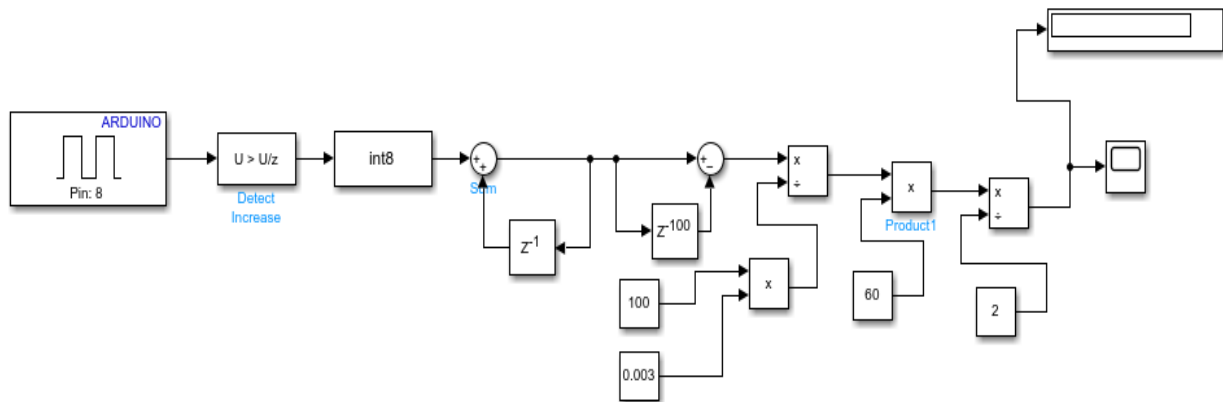 ARDUINO
Pin: 8
U > U/z
Detect
Increase
int8
+
+
Sum
Z-1
+
−
Z-100
x
÷
100
0.003
x
x
Product1
60
x
÷
2